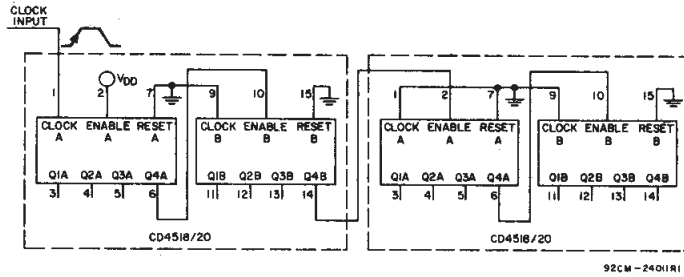 CLOCK
INPUT
VDD
1 2 7 9 10 15 1 2 7 9 10 15
CLOCK ENABLE RESET CLOCK ENABLE RESET CLOCK ENABLE RESET CLOCK ENABLE RESET
A A A B B B A A A B B B
Q1A Q2A Q3A Q4A Q1B Q2B Q3B Q4B Q1A Q2A Q3A Q4A Q1B Q2B Q3B Q4B
3 4 5 6 11 12 13 14 3 4 5 6 11 12 13 14
CD4518/20 CD4518/20
92CM-24011R1